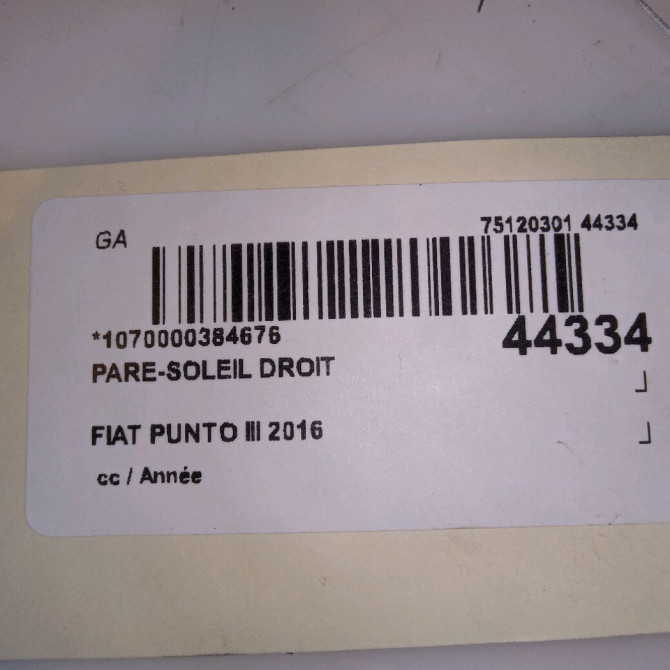 GA
75120301 44334
*1070000384676
44334
PARE-SOLEIL DROIT
FIAT PUNTO III 2016
cc / Année